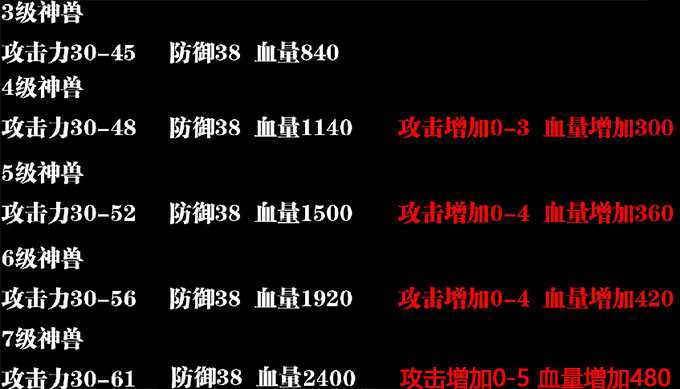 3级神兽
攻击力30-45 防御38 血量840
4级神兽
攻击力30-48 防御38 血量1140 攻击增加0-3 血量增加300
5级神兽
攻击力30-52 防御38 血量1500 攻击增加0-4 血量增加360
6级神兽
攻击力30-56 防御38 血量1920 攻击增加0-4 血量增加420
7级神兽
攻击力30-61 防御38 血量2400 攻击增加0-5 血量增加480